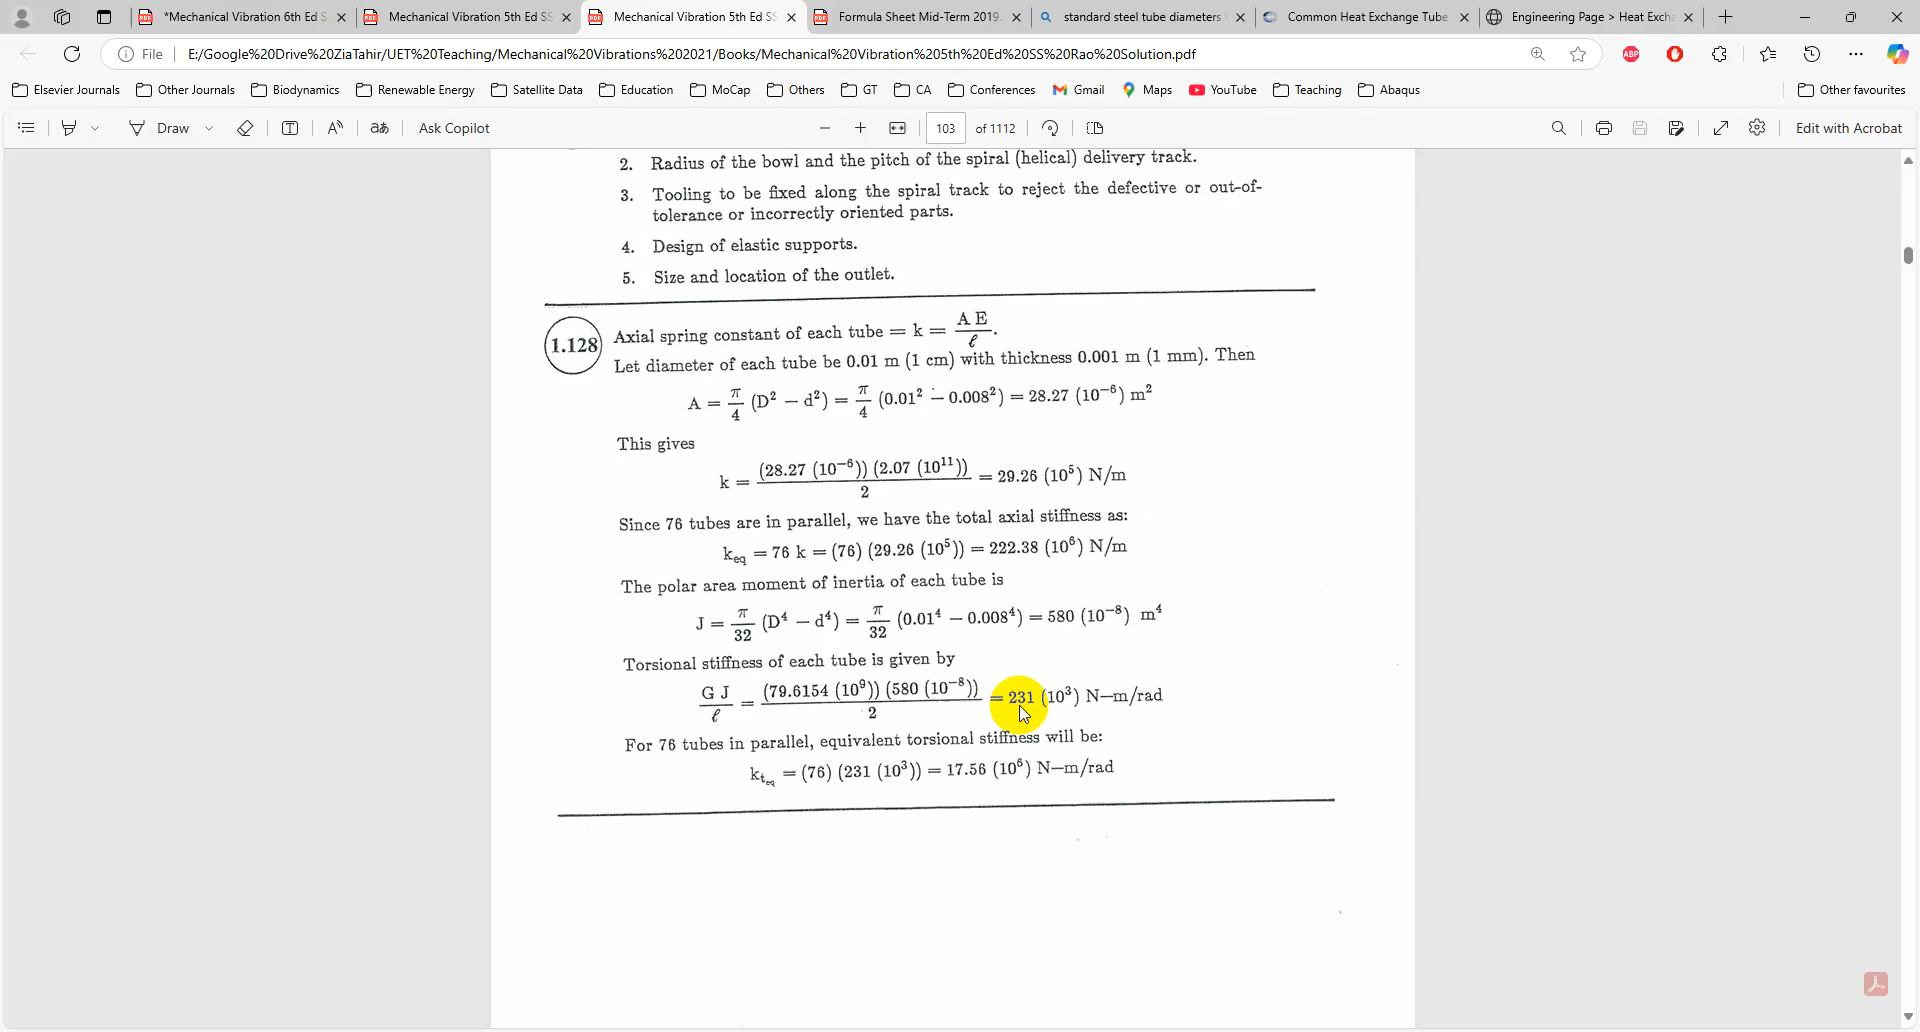 *Mechanical Vibration 6th Ed S
Mechanical Vibration 5th Ed SS
Mechanical Vibration 5th Ed SS
Formula Sheet Mid-Term 2019.
standard steel tube diameters
Common Heat Exchange Tube
Engineering Page > Heat Exch
File
E:/Google%20Drive%20ZiaTahir/UET%20Teaching/Mechanical%20Vibrations%202021/Books/Mechanical%20Vibration%205th%20Ed%20SS%20Rao%20Solution.pdf
ABP
Elsevier Journals
Other Journals
Biodynamics
Renewable Energy
Satellite Data
Education
MoCap
Others
GT
CA
Conferences
Gmail
Maps
YouTube
Teaching
Abaqus
Other favourites
Draw
Ask Copilot
103 of 1112
Edit with Acrobat
2. Radius of the bowl and the pitch of the spiral (helical) delivery track.
3. Tooling to be fixed along the spiral track to reject the defective or out-of-
tolerance or incorrectly oriented parts.
4. Design of elastic supports.
5. Size and location of the outlet.
1.128 Axial spring constant of each tube = k = A E / ℓ.
Let diameter of each tube be 0.01 m (1 cm) with thickness 0.001 m (1 mm). Then
A = π/4 (D² − d²) = π/4 (0.01² − 0.008²) = 28.27 (10⁻⁶) m²
This gives
k = (28.27 (10⁻⁶)) (2.07 (10¹¹)) / 2 = 29.26 (10⁵) N/m
Since 76 tubes are in parallel, we have the total axial stiffness as:
k_eq = 76 k = (76) (29.26 (10⁵)) = 222.38 (10⁶) N/m
The polar area moment of inertia of each tube is
J = π/32 (D⁴ − d⁴) = π/32 (0.01⁴ − 0.008⁴) = 580 (10⁻⁸) m⁴
Torsional stiffness of each tube is given by
G J / ℓ = (79.6154 (10⁹)) (580 (10⁻⁸)) / 2 = 231 (10³) N−m/rad
For 76 tubes in parallel, equivalent torsional stiffness will be:
k_t_eq = (76) (231 (10³)) = 17.56 (10⁶) N−m/rad